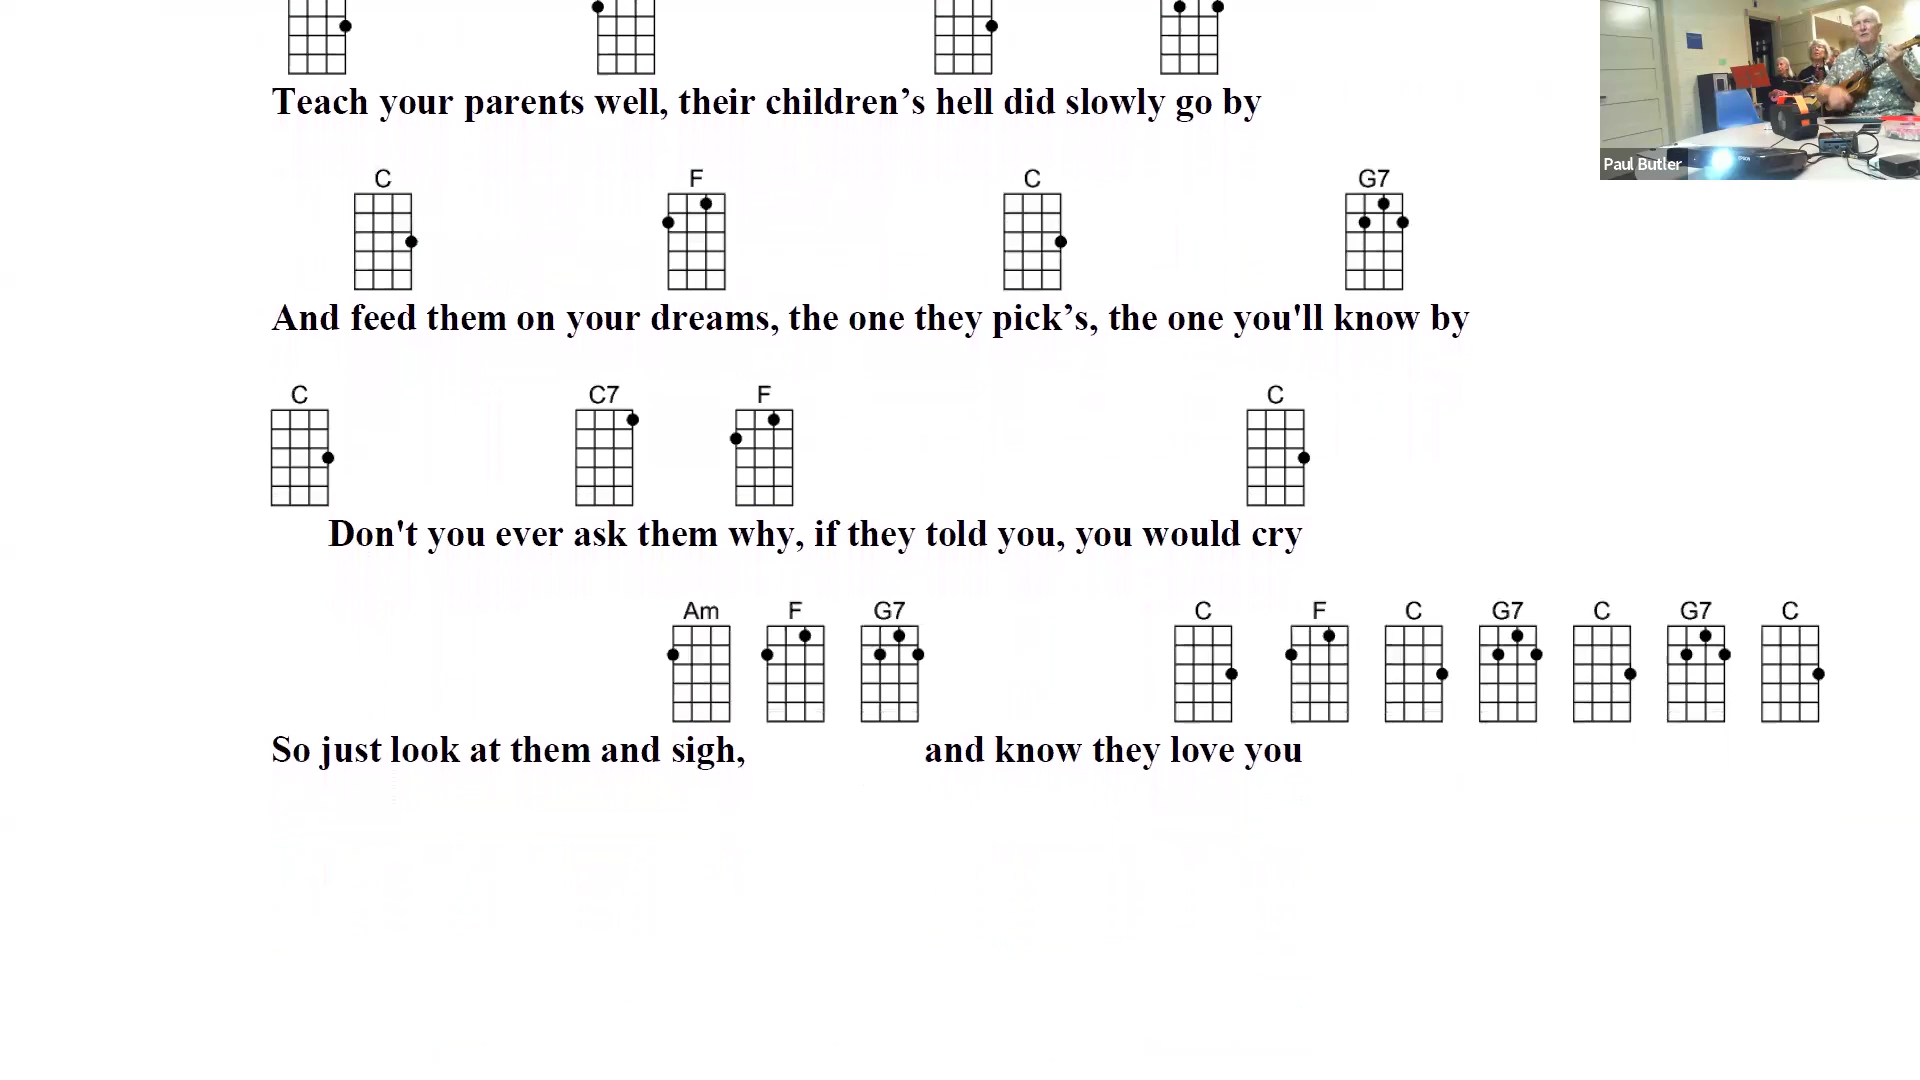 Teach your parents well, their children’s hell did slowly go by
Paul Butler
C F C G7
And feed them on your dreams, the one they pick’s, the one you'll know by
C C7 F C
Don't you ever ask them why, if they told you, you would cry
Am F G7 C F C G7 C G7 C
So just look at them and sigh, and know they love you